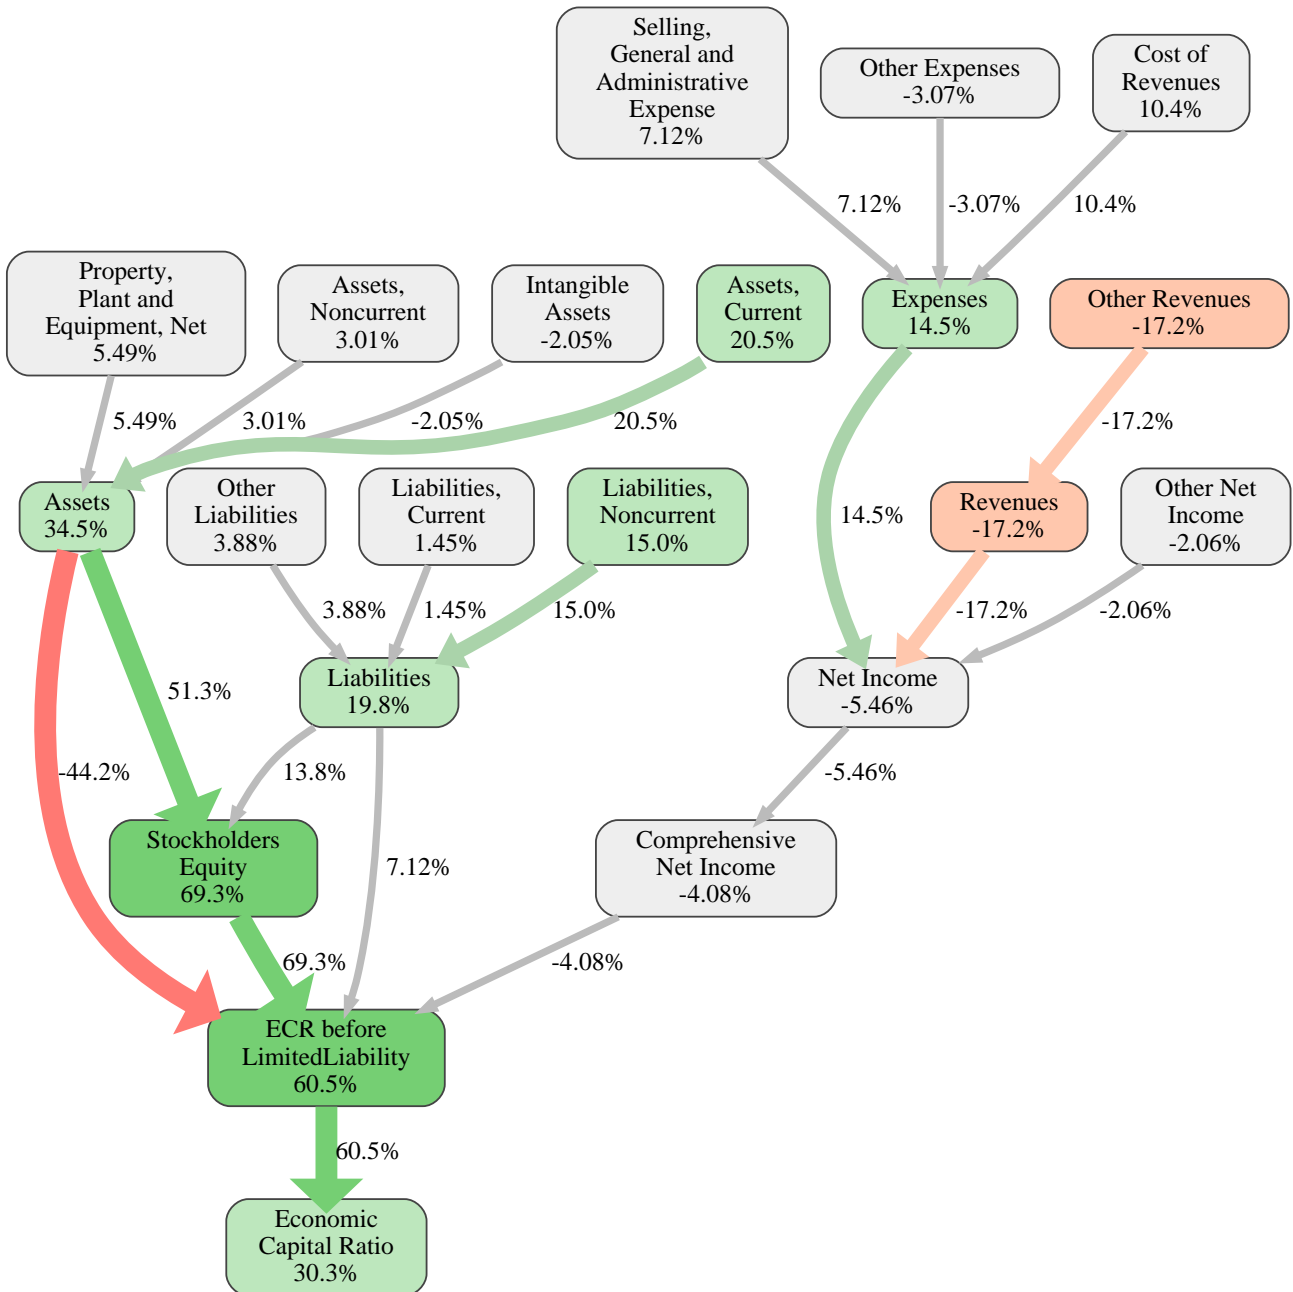 Selling,
General and
Administrative
Expense
7.12%
Other Expenses
-3.07%
Cost of
Revenues
10.4%
7.12%
-3.07%
10.4%
Property,
Plant and
Equipment, Net
5.49%
Assets,
Noncurrent
3.01%
Intangible
Assets
-2.05%
Assets,
Current
20.5%
Expenses
14.5%
Other Revenues
-17.2%
5.49%
3.01%
-2.05%
20.5%
-17.2%
Assets
34.5%
Other
Liabilities
3.88%
Liabilities,
Current
1.45%
Liabilities,
Noncurrent
15.0%
14.5%
Revenues
-17.2%
Other Net
Income
-2.06%
3.88%
1.45%
15.0%
-17.2%
-2.06%
51.3%
Liabilities
19.8%
Net Income
-5.46%
-44.2%
13.8%
-5.46%
Stockholders
Equity
69.3%
7.12%
Comprehensive
Net Income
-4.08%
69.3%
-4.08%
ECR before
LimitedLiability
60.5%
60.5%
Economic
Capital Ratio
30.3%